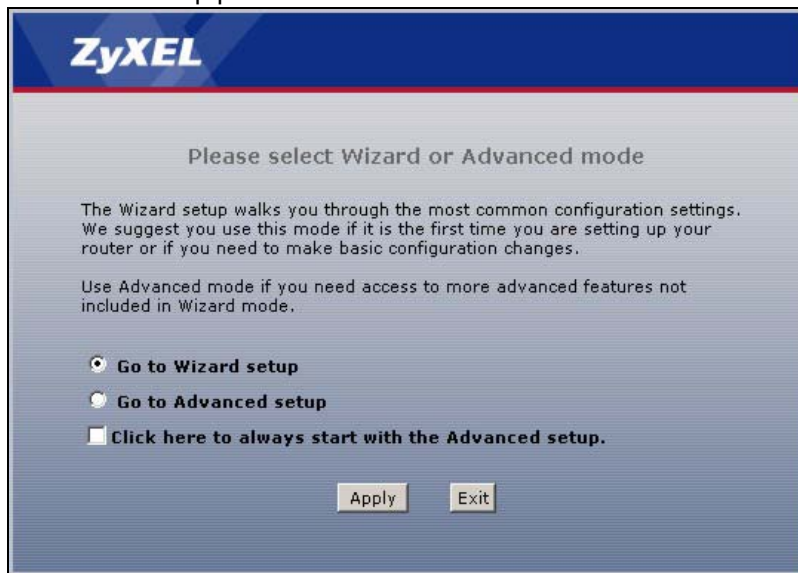 ZyXEL
Please select Wizard or Advanced mode
The Wizard setup walks you through the most common configuration settings.
We suggest you use this mode if it is the first time you are setting up your
router or if you need to make basic configuration changes.
Use Advanced mode if you need access to more advanced features not
included in Wizard mode.
Go to Wizard setup
Go to Advanced setup
Click here to always start with the Advanced setup.
Apply Exit